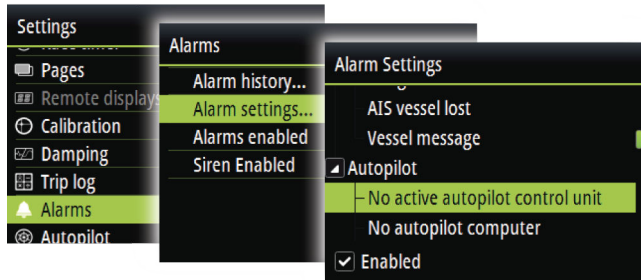 Settings
Pages
Remote displays
Calibration
Damping
Trip log
Alarms
Autopilot
Alarms
Alarm history...
Alarm settings...
Alarms enabled
Siren Enabled
Alarm Settings
AIS vessel lost
Vessel message
Autopilot
No active autopilot control unit
No autopilot computer
Enabled